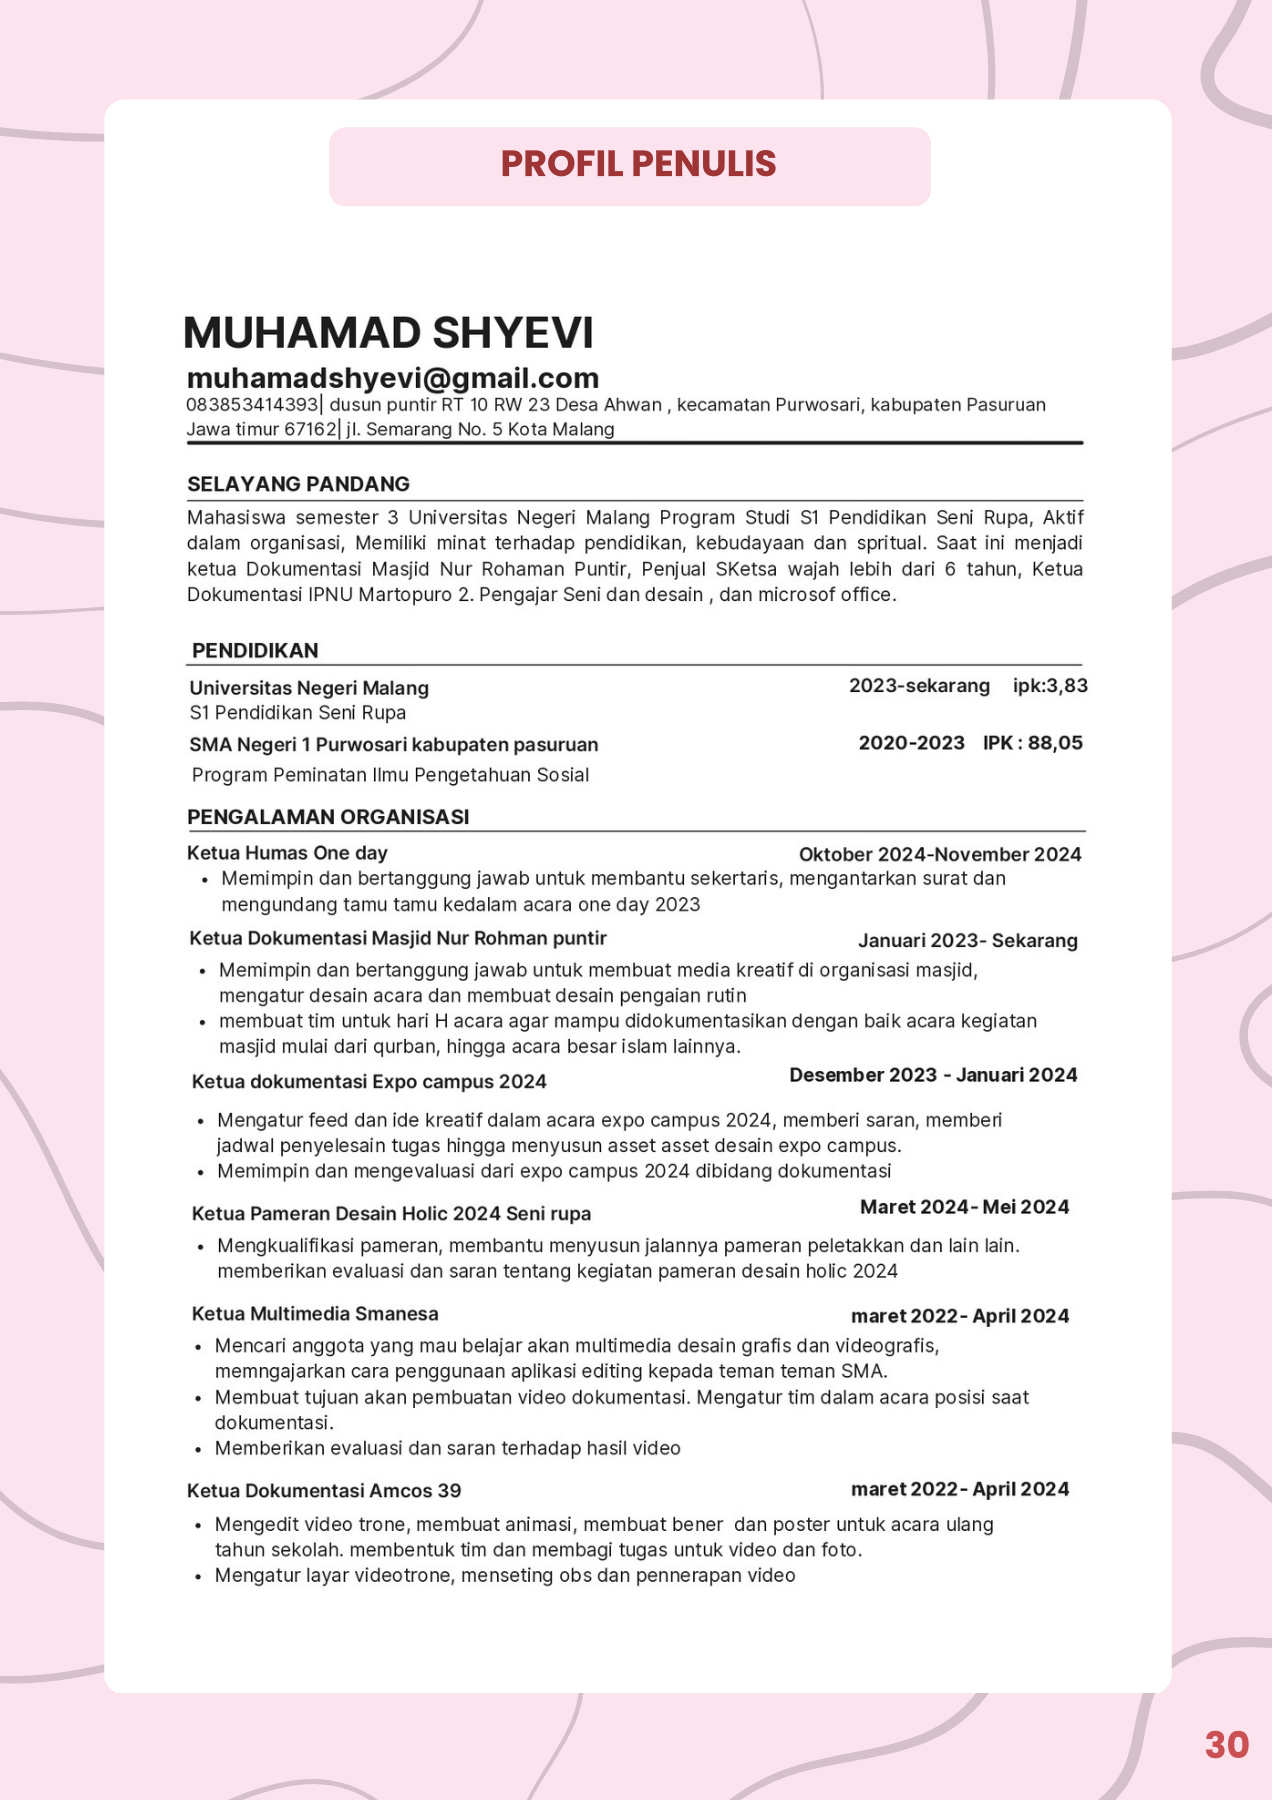 PROFIL PENULIS
MUHAMAD SHYEVI
muhamadshyevi@gmail.com
083853414393| dusun puntir RT 10 RW 23 Desa Ahwan , kecamatan Purwosari, kabupaten Pasuruan
Jawa timur 67162| jl. Semarang No. 5 Kota Malang
SELAYANG PANDANG
Mahasiswa semester 3 Universitas Negeri Malang Program Studi S1 Pendidikan Seni Rupa, Aktif
dalam organisasi, Memiliki minat terhadap pendidikan, kebudayaan dan spritual. Saat ini menjadi
ketua Dokumentasi Masjid Nur Rohaman Puntir, Penjual SKetsa wajah lebih dari 6 tahun, Ketua
Dokumentasi IPNU Martopuro 2. Pengajar Seni dan desain , dan microsof office.
PENDIDIKAN
Universitas Negeri Malang 2023-sekarang ipk:3,83
S1 Pendidikan Seni Rupa
SMA Negeri 1 Purwosari kabupaten pasuruan 2020-2023 IPK : 88,05
Program Peminatan Ilmu Pengetahuan Sosial
PENGALAMAN ORGANISASI
Ketua Humas One day Oktober 2024-November 2024
• Memimpin dan bertanggung jawab untuk membantu sekertaris, mengantarkan surat dan
mengundang tamu tamu kedalam acara one day 2023
Ketua Dokumentasi Masjid Nur Rohman puntir Januari 2023- Sekarang
• Memimpin dan bertanggung jawab untuk membuat media kreatif di organisasi masjid,
mengatur desain acara dan membuat desain pengaian rutin
• membuat tim untuk hari H acara agar mampu didokumentasikan dengan baik acara kegiatan
masjid mulai dari qurban, hingga acara besar islam lainnya.
Ketua dokumentasi Expo campus 2024 Desember 2023 - Januari 2024
• Mengatur feed dan ide kreatif dalam acara expo campus 2024, memberi saran, memberi
jadwal penyelesain tugas hingga menyusun asset asset desain expo campus.
• Memimpin dan mengevaluasi dari expo campus 2024 dibidang dokumentasi
Ketua Pameran Desain Holic 2024 Seni rupa Maret 2024- Mei 2024
• Mengkualifikasi pameran, membantu menyusun jalannya pameran peletakkan dan lain lain.
memberikan evaluasi dan saran tentang kegiatan pameran desain holic 2024
Ketua Multimedia Smanesa maret 2022- April 2024
• Mencari anggota yang mau belajar akan multimedia desain grafis dan videografis,
memngajarkan cara penggunaan aplikasi editing kepada teman teman SMA.
• Membuat tujuan akan pembuatan video dokumentasi. Mengatur tim dalam acara posisi saat
dokumentasi.
• Memberikan evaluasi dan saran terhadap hasil video
Ketua Dokumentasi Amcos 39 maret 2022- April 2024
• Mengedit video trone, membuat animasi, membuat bener dan poster untuk acara ulang
tahun sekolah. membentuk tim dan membagi tugas untuk video dan foto.
• Mengatur layar videotrone, menseting obs dan pennerapan video
30